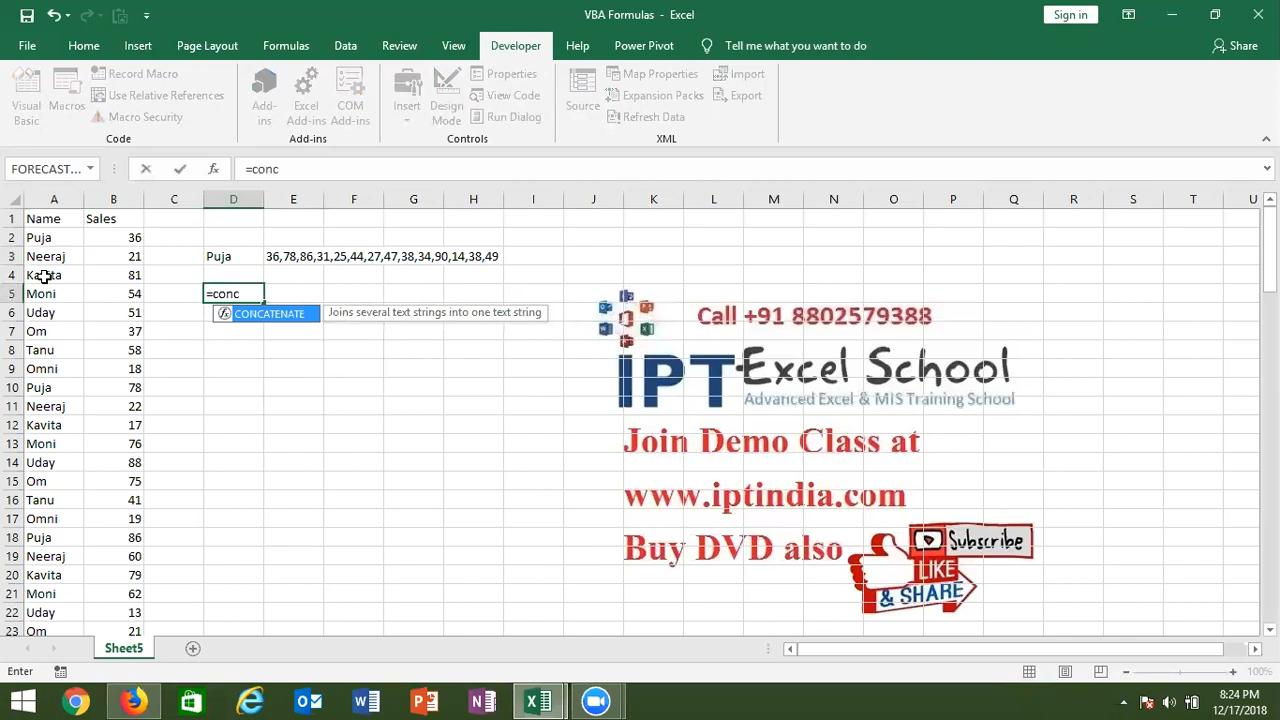 VBA Formulas - Excel
Sign in
File Home Insert Page Layout Formulas Data Review View Developer Help Power Pivot Tell me what you want to do Share
Visual Basic
Macros
Record Macro
Use Relative References
Macro Security
Code
Add-ins
Excel Add-ins
COM Add-ins
Add-ins
Insert
Design Mode
Properties
View Code
Run Dialog
Controls
Source
Map Properties
Expansion Packs
Refresh Data
Import
Export
XML
FORECAST... =conc
A B C D E F G H I J K L M N O P Q R S T U
1 Name Sales
2 Puja 36
3 Neeraj 21 Puja 36,78,86,31,25,44,27,47,38,34,90,14,38,49
4 Kavita 81
5 Moni 54 =conc
6 Uday 51 CONCATENATE Joins several text strings into one text string
7 Om 37
8 Tanu 58
9 Omni 18
10 Puja 78
11 Neeraj 22
12 Kavita 17
13 Moni 76
14 Uday 88
15 Om 75
16 Tanu 41
17 Omni 19
18 Puja 86
19 Neeraj 60
20 Kavita 79
21 Moni 62
22 Uday 13
23 Om 21
Call +91 8802579388
IPT Excel School
Advanced Excel & MIS Training School
Join Demo Class at
www.iptindia.com
Buy DVD also
Subscribe
LIKE
& SHARE
Sheet5
Enter
100%
8:24 PM
12/17/2018